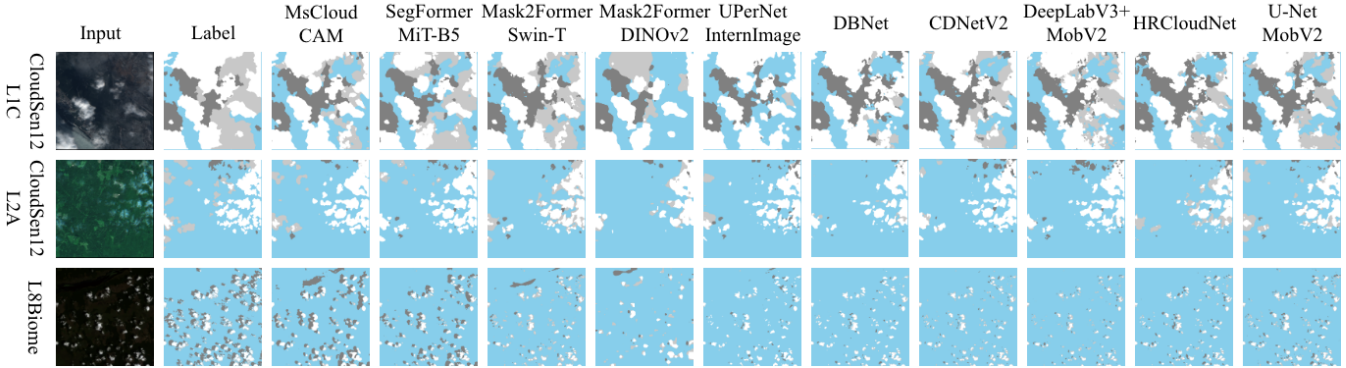 Input
Label
MsCloud
CAM
SegFormer
MiT-B5
Mask2Former
Swin-T
Mask2Former
DINOv2
UPerNet
InternImage
DBNet
CDNetV2
DeepLabV3+
MobV2
HRCloudNet
U-Net
MobV2
CloudSen12
L1C
CloudSen12
L2A
L8Biome